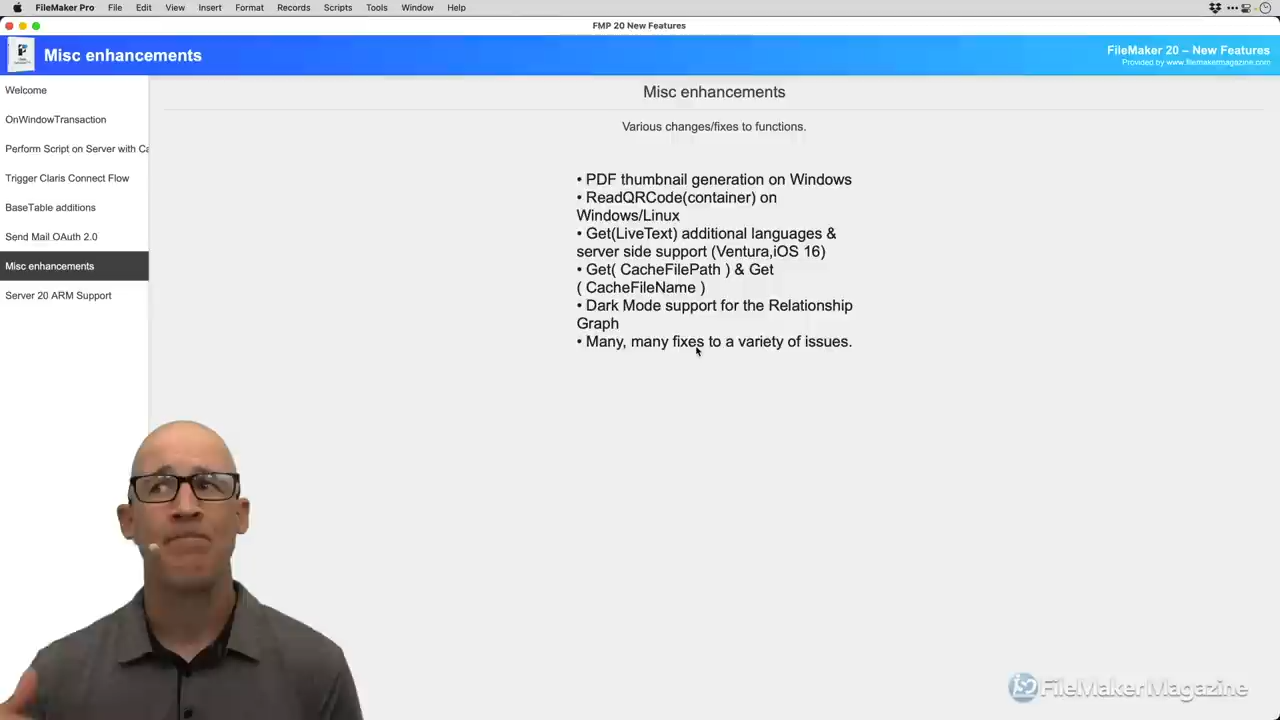 FileMaker Pro File Edit View Insert Format Records Scripts Tools Window Help
FMP 20 New Features
Misc enhancements
FileMaker 20 – New Features
Provided by www.filemakermagazine.com
Welcome
OnWindowTransaction
Perform Script on Server with Ca
Trigger Claris Connect Flow
BaseTable additions
Send Mail OAuth 2.0
Misc enhancements
Server 20 ARM Support
Misc enhancements
Various changes/fixes to functions.
• PDF thumbnail generation on Windows
• ReadQRCode(container) on
Windows/Linux
• Get(LiveText) additional languages &
server side support (Ventura,iOS 16)
• Get( CacheFilePath ) & Get
( CacheFileName )
• Dark Mode support for the Relationship
Graph
• Many, many fixes to a variety of issues.
FileMaker Magazine